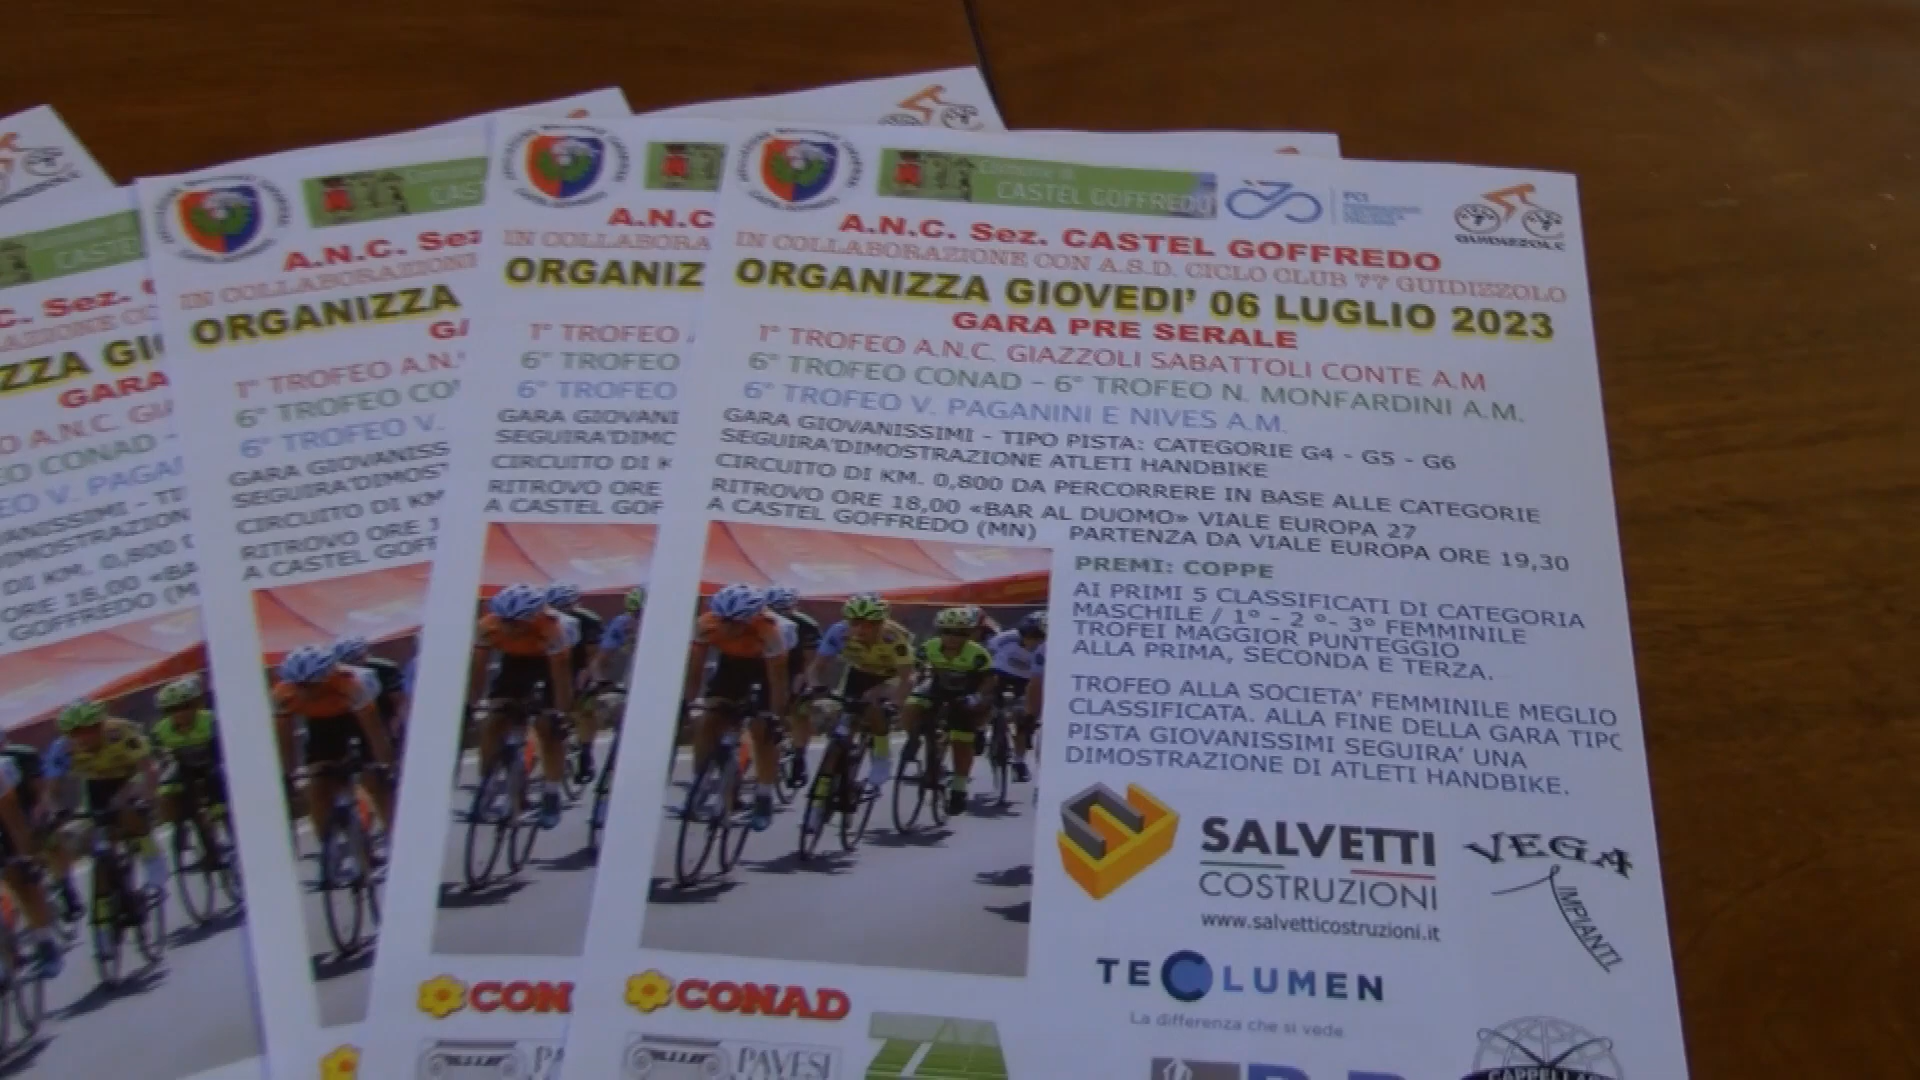 Comune di
CASTEL GOFFREDO
FCI
GUIDIZZOLO
A.N.C. Sez. CASTEL GOFFREDO
IN COLLABORAZIONE CON A.S.D. CICLO CLUB 77 GUIDIZZOLO
ORGANIZZA GIOVEDI' 06 LUGLIO 2023
GARA PRE SERALE
1° TROFEO A.N.C. GIAZZOLI SABATTOLI CONTE A.M
6° TROFEO CONAD – 6° TROFEO N. MONFARDINI A.M.
6° TROFEO V. PAGANINI E NIVES A.M.
GARA GIOVANISSIMI - TIPO PISTA: CATEGORIE G4 - G5 - G6
SEGUIRA'DIMOSTRAZIONE ATLETI HANDBIKE
CIRCUITO DI KM. 0,800 DA PERCORRERE IN BASE ALLE CATEGORIE
RITROVO ORE 18,00 «BAR AL DUOMO» VIALE EUROPA 27
A CASTEL GOFFREDO (MN) PARTENZA DA VIALE EUROPA ORE 19,30
PREMI: COPPE
AI PRIMI 5 CLASSIFICATI DI CATEGORIA
MASCHILE / 1° - 2 °- 3° FEMMINILE
TROFEI MAGGIOR PUNTEGGIO
ALLA PRIMA, SECONDA E TERZA.
TROFEO ALLA SOCIETA' FEMMINILE MEGLIO
CLASSIFICATA. ALLA FINE DELLA GARA TIPO
PISTA GIOVANISSIMI SEGUIRA' UNA
DIMOSTRAZIONE DI ATLETI HANDBIKE.
SALVETTI
COSTRUZIONI
www.salvetticostruzioni.it
VEGA
IMPIANTI
TECLUMEN
La differenza che si vede
CONAD
PAVESI